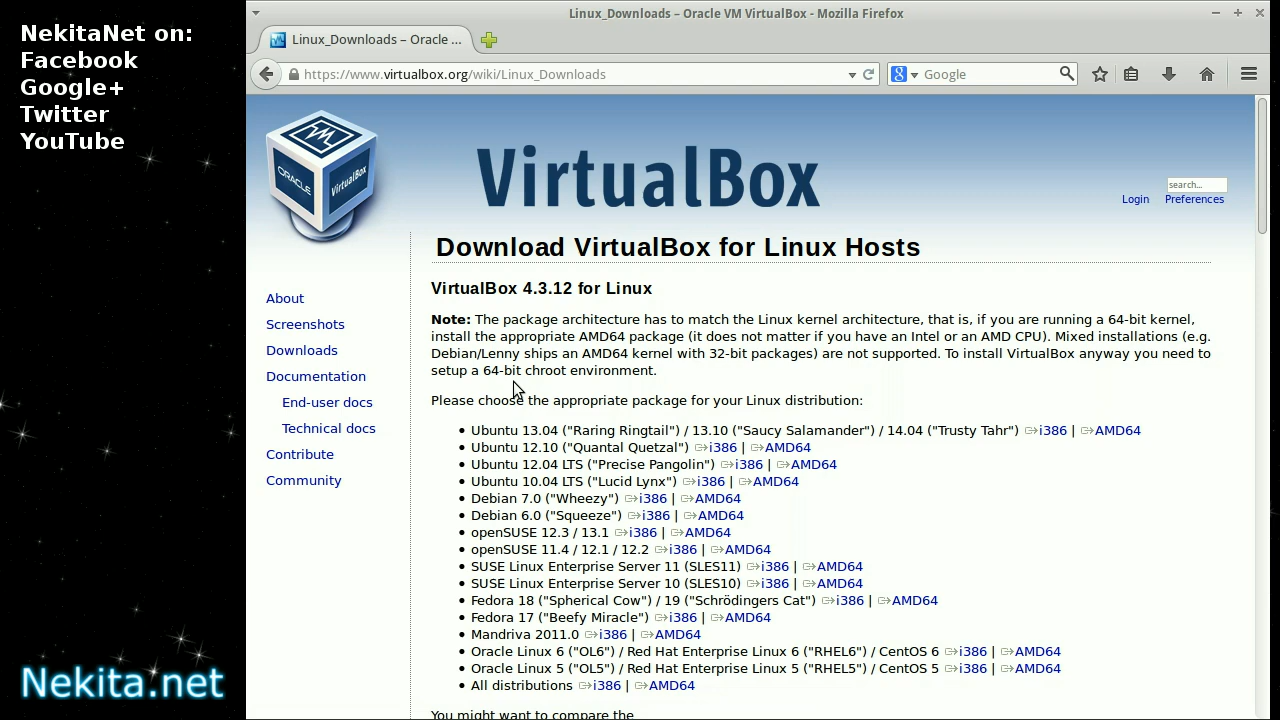 NekitaNet on:
Facebook
Google+
Twitter
YouTube
Nekita.net
Linux_Downloads – Oracle VM VirtualBox - Mozilla Firefox
Linux_Downloads – Oracle ...
https://www.virtualbox.org/wiki/Linux_Downloads
Google
ORACLE
VirtualBox
VirtualBox
search...
Login Preferences
About
Screenshots
Downloads
Documentation
End-user docs
Technical docs
Contribute
Community
Download VirtualBox for Linux Hosts
VirtualBox 4.3.12 for Linux
Note: The package architecture has to match the Linux kernel architecture, that is, if you are running a 64-bit kernel,
install the appropriate AMD64 package (it does not matter if you have an Intel or an AMD CPU). Mixed installations (e.g.
Debian/Lenny ships an AMD64 kernel with 32-bit packages) are not supported. To install VirtualBox anyway you need to
setup a 64-bit chroot environment.
Please choose the appropriate package for your Linux distribution:
• Ubuntu 13.04 ("Raring Ringtail") / 13.10 ("Saucy Salamander") / 14.04 ("Trusty Tahr") i386 | AMD64
• Ubuntu 12.10 ("Quantal Quetzal") i386 | AMD64
• Ubuntu 12.04 LTS ("Precise Pangolin") i386 | AMD64
• Ubuntu 10.04 LTS ("Lucid Lynx") i386 | AMD64
• Debian 7.0 ("Wheezy") i386 | AMD64
• Debian 6.0 ("Squeeze") i386 | AMD64
• openSUSE 12.3 / 13.1 i386 | AMD64
• openSUSE 11.4 / 12.1 / 12.2 i386 | AMD64
• SUSE Linux Enterprise Server 11 (SLES11) i386 | AMD64
• SUSE Linux Enterprise Server 10 (SLES10) i386 | AMD64
• Fedora 18 ("Spherical Cow") / 19 ("Schrödingers Cat") i386 | AMD64
• Fedora 17 ("Beefy Miracle") i386 | AMD64
• Mandriva 2011.0 i386 | AMD64
• Oracle Linux 6 ("OL6") / Red Hat Enterprise Linux 6 ("RHEL6") / CentOS 6 i386 | AMD64
• Oracle Linux 5 ("OL5") / Red Hat Enterprise Linux 5 ("RHEL5") / CentOS 5 i386 | AMD64
• All distributions i386 | AMD64
You might want to compare the